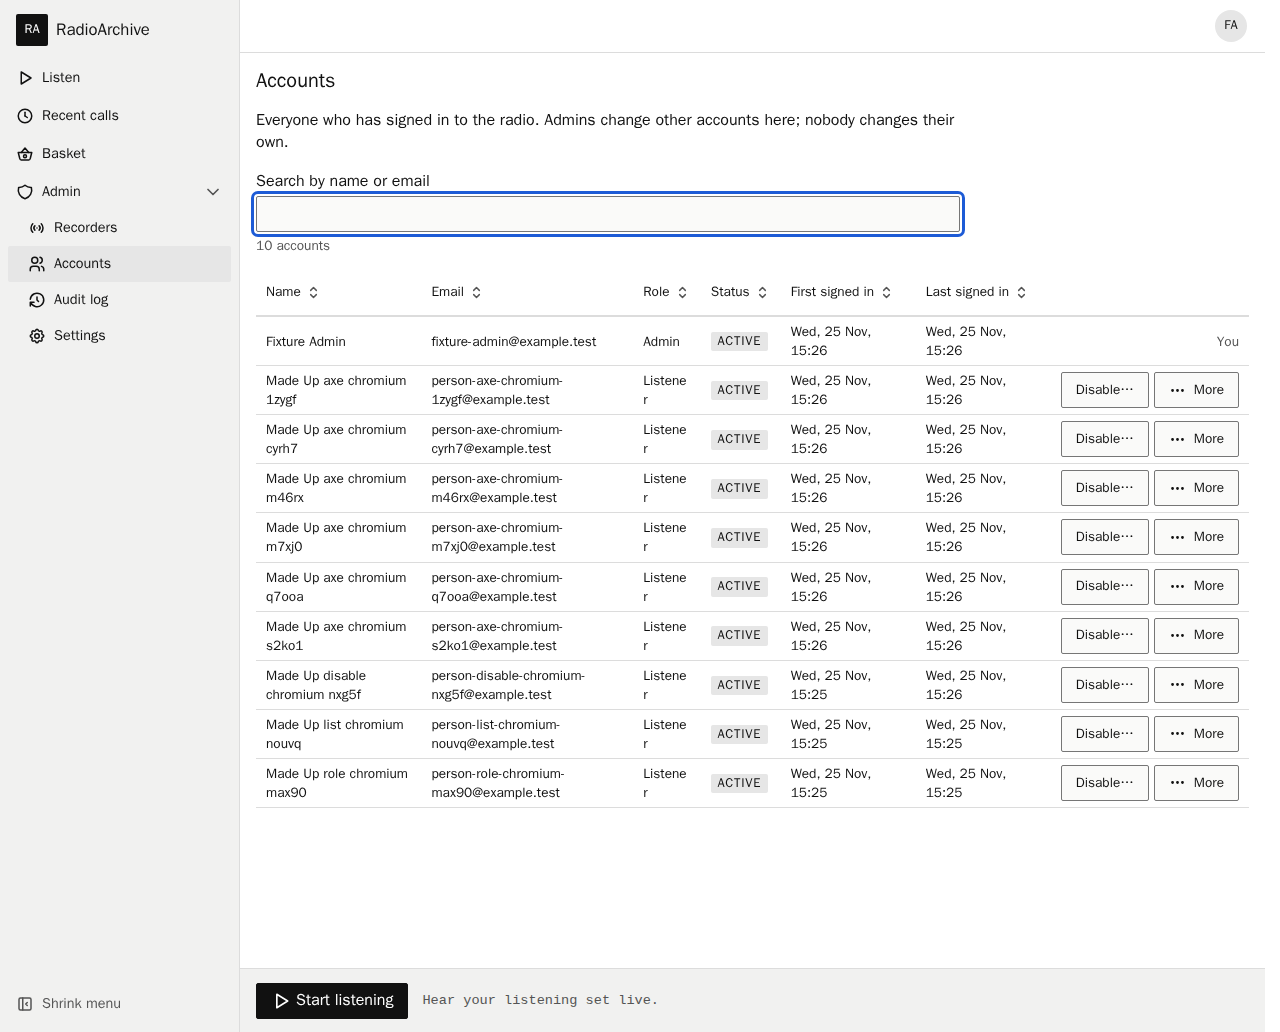 RA RadioArchive
FA
Listen
Recent calls
Basket
Admin
Recorders
Accounts
Audit log
Settings
Shrink menu
Accounts
Everyone who has signed in to the radio. Admins change other accounts here; nobody changes their
own.
Search by name or email
10 accounts
Name Email Role Status First signed in Last signed in
Fixture Admin fixture-admin@example.test Admin ACTIVE Wed, 25 Nov, Wed, 25 Nov, You
15:26 15:26
Made Up axe chromium person-axe-chromium- Listene ACTIVE Wed, 25 Nov, Wed, 25 Nov, Disable… ··· More
1zygf 1zygf@example.test r 15:26 15:26
Made Up axe chromium person-axe-chromium- Listene ACTIVE Wed, 25 Nov, Wed, 25 Nov, Disable… ··· More
cyrh7 cyrh7@example.test r 15:26 15:26
Made Up axe chromium person-axe-chromium- Listene ACTIVE Wed, 25 Nov, Wed, 25 Nov, Disable… ··· More
m46rx m46rx@example.test r 15:26 15:26
Made Up axe chromium person-axe-chromium- Listene ACTIVE Wed, 25 Nov, Wed, 25 Nov, Disable… ··· More
m7xj0 m7xj0@example.test r 15:26 15:26
Made Up axe chromium person-axe-chromium- Listene ACTIVE Wed, 25 Nov, Wed, 25 Nov, Disable… ··· More
q7ooa q7ooa@example.test r 15:26 15:26
Made Up axe chromium person-axe-chromium- Listene ACTIVE Wed, 25 Nov, Wed, 25 Nov, Disable… ··· More
s2ko1 s2ko1@example.test r 15:26 15:26
Made Up disable person-disable-chromium- Listene ACTIVE Wed, 25 Nov, Wed, 25 Nov, Disable… ··· More
chromium nxg5f nxg5f@example.test r 15:25 15:26
Made Up list chromium person-list-chromium- Listene ACTIVE Wed, 25 Nov, Wed, 25 Nov, Disable… ··· More
nouvq nouvq@example.test r 15:25 15:25
Made Up role chromium person-role-chromium- Listene ACTIVE Wed, 25 Nov, Wed, 25 Nov, Disable… ··· More
max90 max90@example.test r 15:25 15:25
Start listening Hear your listening set live.